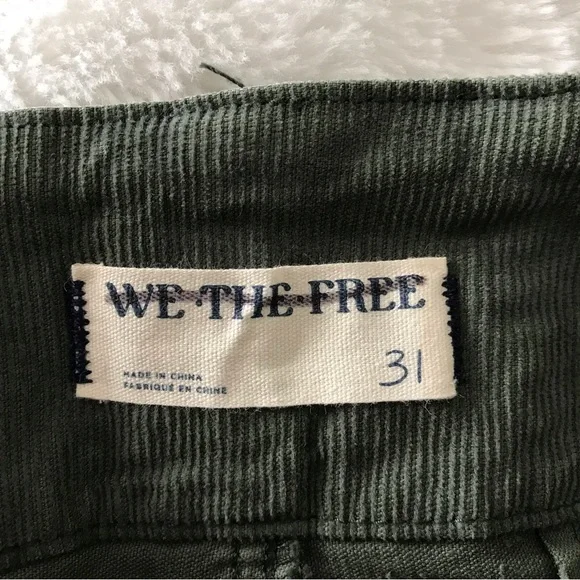 WE THE FREE
MADE IN CHINA
FABRIQUÉ EN CHINE
31